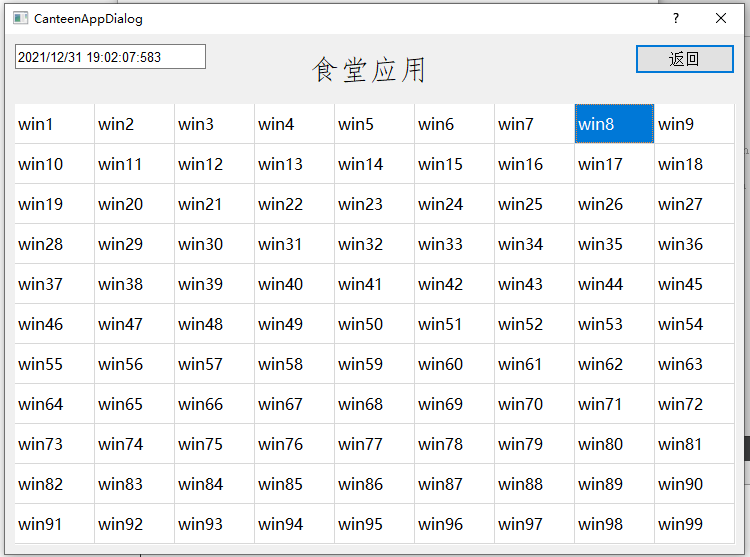 CanteenAppDialog
2021/12/31 19:02:07:583
食堂应用
返回
win1 win2 win3 win4 win5 win6 win7 win8 win9
win10 win11 win12 win13 win14 win15 win16 win17 win18
win19 win20 win21 win22 win23 win24 win25 win26 win27
win28 win29 win30 win31 win32 win33 win34 win35 win36
win37 win38 win39 win40 win41 win42 win43 win44 win45
win46 win47 win48 win49 win50 win51 win52 win53 win54
win55 win56 win57 win58 win59 win60 win61 win62 win63
win64 win65 win66 win67 win68 win69 win70 win71 win72
win73 win74 win75 win76 win77 win78 win79 win80 win81
win82 win83 win84 win85 win86 win87 win88 win89 win90
win91 win92 win93 win94 win95 win96 win97 win98 win99